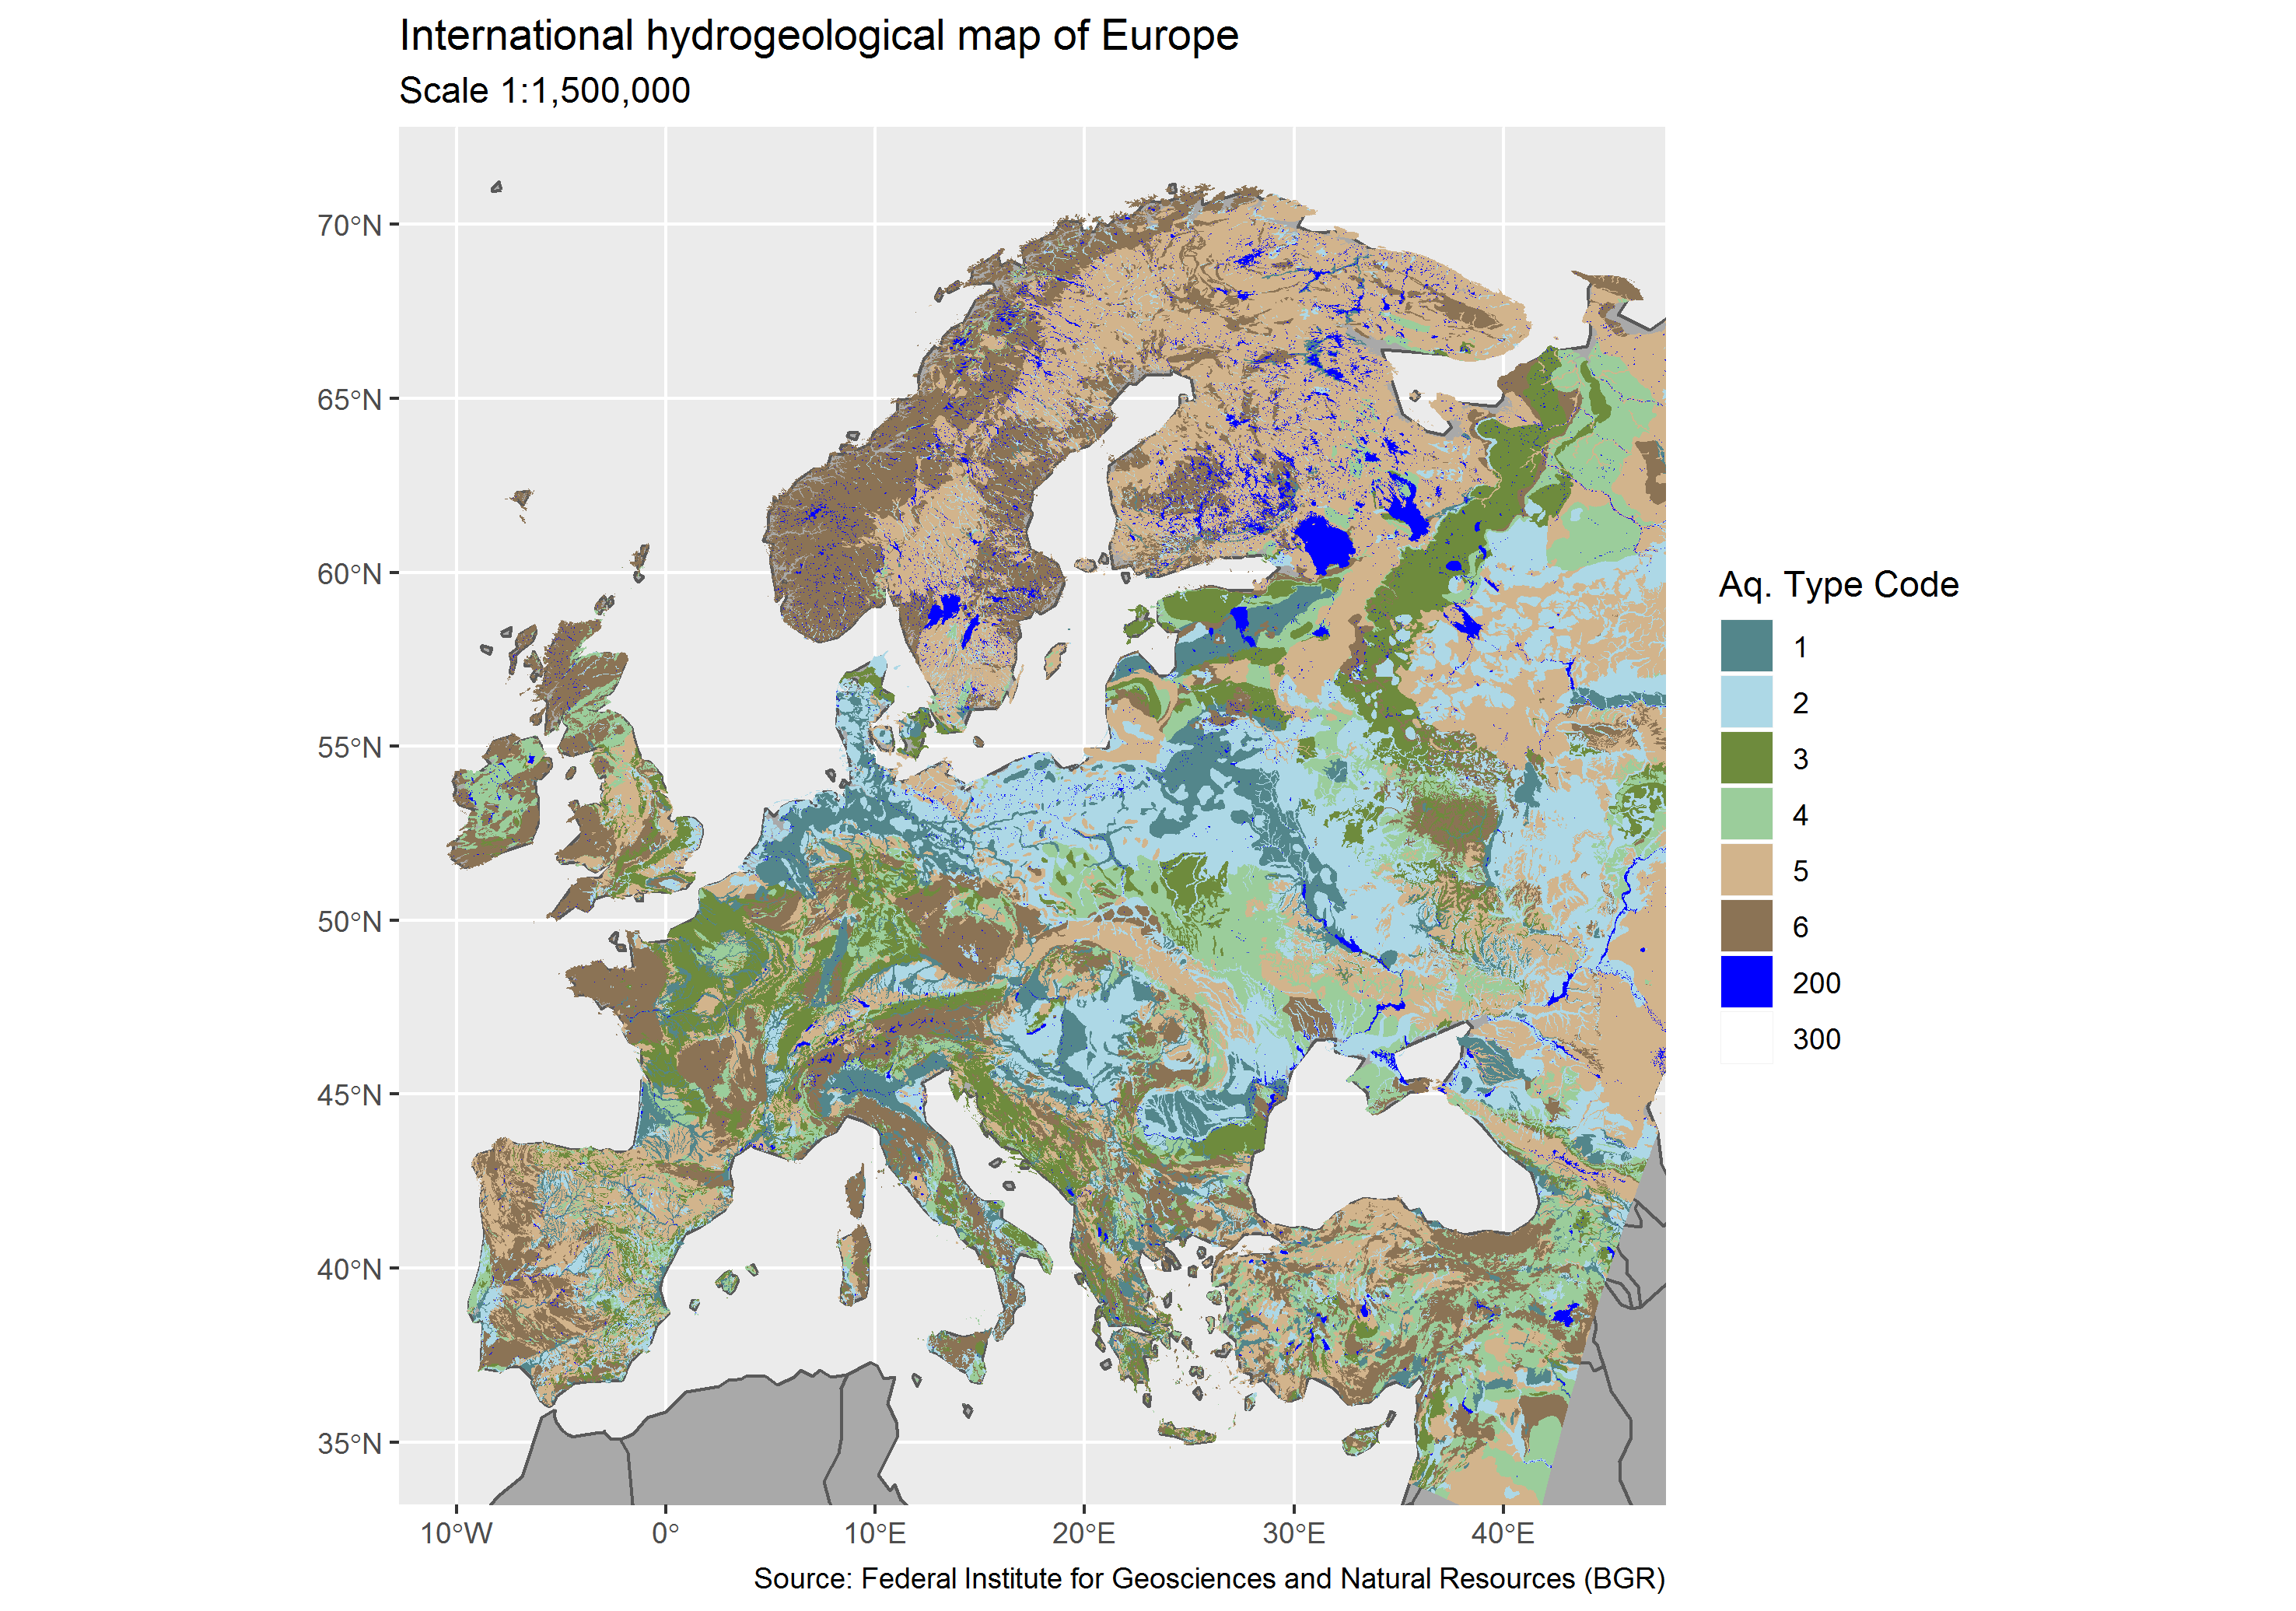 International hydrogeological map of Europe
Scale 1:1,500,000
70°N
65°N
60°N
55°N
50°N
45°N
40°N
35°N
10°W 0° 10°E 20°E 30°E 40°E
Aq. Type Code
1
2
3
4
5
6
200
300
Source: Federal Institute for Geosciences and Natural Resources (BGR)